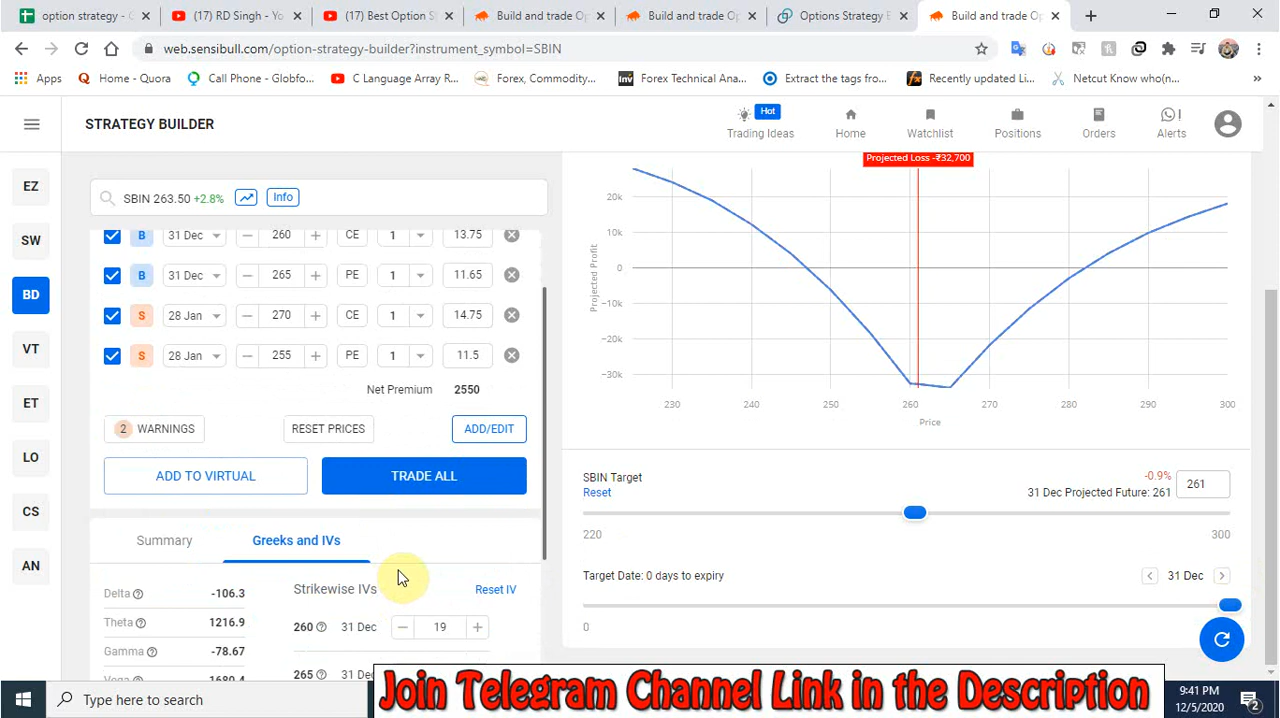 option strategy - G
(17) RD Singh - Yo
(17) Best Option S
Build and trade Op
Build and trade Op
Options Strategy B
Build and trade Op
web.sensibull.com/option-strategy-builder?instrument_symbol=SBIN
Apps
Home - Quora
Call Phone - Globfo...
C Language Array R...
Forex, Commodity...
Forex Technical Ana...
Extract the tags fro...
Recently updated Li...
Netcut Know who(n...
»
STRATEGY BUILDER
Hot
Trading Ideas
Home
Watchlist
Positions
Orders
Alerts
EZ
SW
BD
VT
ET
LO
CS
AN
SBIN 263.50 +2.8%
Info
B 31 Dec − 260 + CE 1 13.75
B 31 Dec − 265 + PE 1 11.65
S 28 Jan − 270 + CE 1 14.75
S 28 Jan − 255 + PE 1 11.5
Net Premium 2550
2 WARNINGS
RESET PRICES
ADD/EDIT
ADD TO VIRTUAL
TRADE ALL
Summary
Greeks and IVs
Delta -106.3
Theta 1216.9
Gamma -78.67
Vega 1680.4
Strikewise IVs
Reset IV
260 31 Dec − 19 +
265 31 Dec
Projected Loss -₹32,700
20k
10k
0
−10k
−20k
−30k
Projected Profit
230 240 250 260 270 280 290 300
Price
SBIN Target
Reset
-0.9%
31 Dec Projected Future: 261
261
220
300
Target Date: 0 days to expiry
< 31 Dec >
0
Join Telegram Channel Link in the Description
Type here to search
9:41 PM
12/5/2020
2